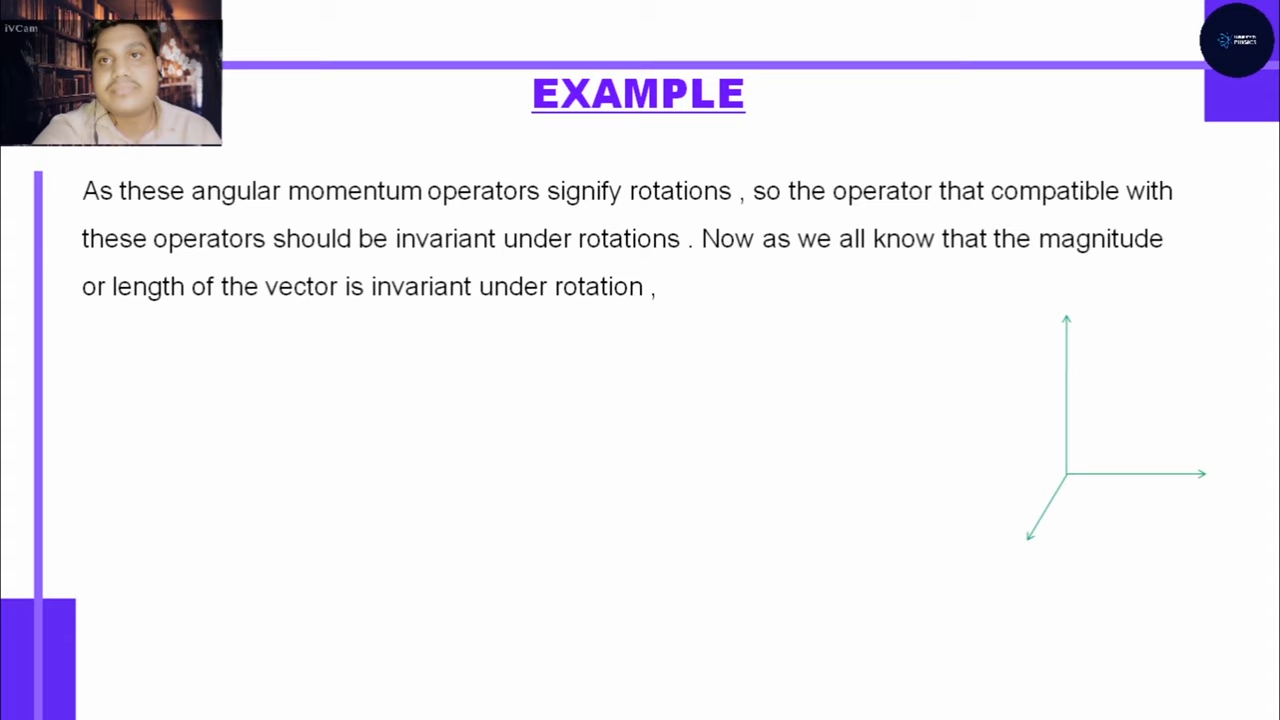 iVCam
EXAMPLE
As these angular momentum operators signify rotations , so the operator that compatible with
these operators should be invariant under rotations . Now as we all know that the magnitude
or length of the vector is invariant under rotation ,
PHYSICS